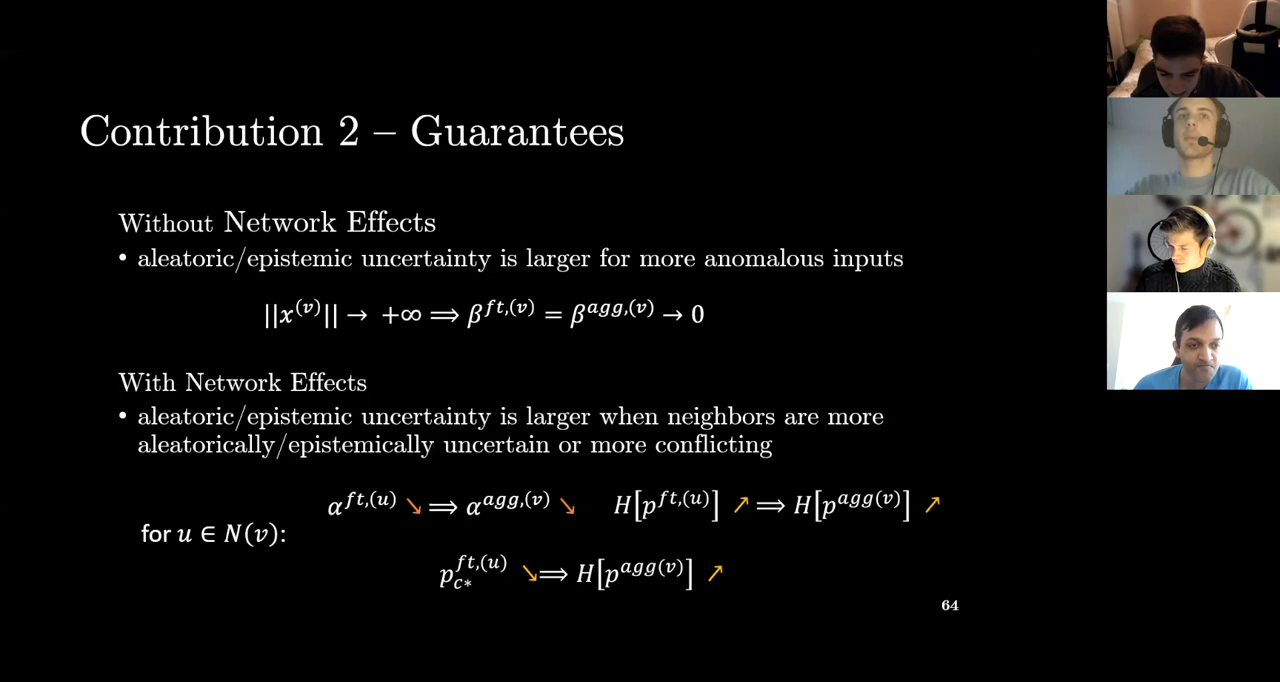 Contribution 2 – Guarantees
Without Network Effects
• aleatoric/epistemic uncertainty is larger for more anomalous inputs
||x^(v)|| → +∞ ⟹ β^ft,(v) = β^agg,(v) → 0
With Network Effects
• aleatoric/epistemic uncertainty is larger when neighbors are more
aleatorically/epistemically uncertain or more conflicting
α^ft,(u) ↘ ⟹ α^agg,(v) ↘ H[p^ft,(u)] ↗ ⟹ H[p^agg(v)] ↗
for u ∈ N(v):
p_c*^ft,(u) ↘ ⟹ H[p^agg(v)] ↗
64